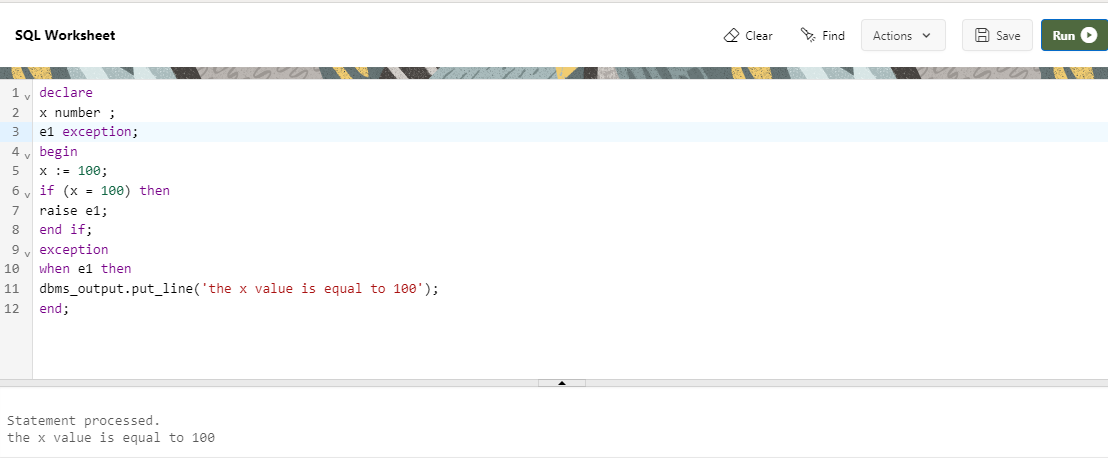 SQL Worksheet Clear Find Actions Save Run
1 declare
2 x number ;
3 e1 exception;
4 begin
5 x := 100;
6 if (x = 100) then
7 raise e1;
8 end if;
9 exception
10 when e1 then
11 dbms_output.put_line('the x value is equal to 100');
12 end;
Statement processed.
the x value is equal to 100